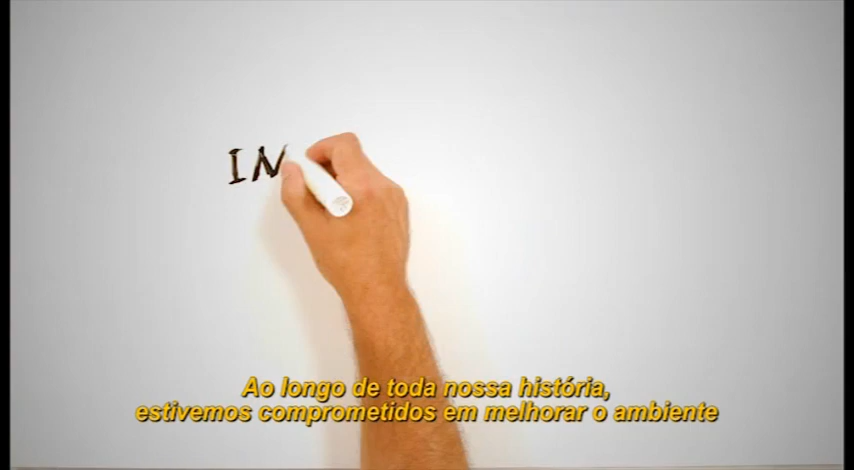 IN
Ao longo de toda nossa história,
estivemos comprometidos em melhorar o ambiente